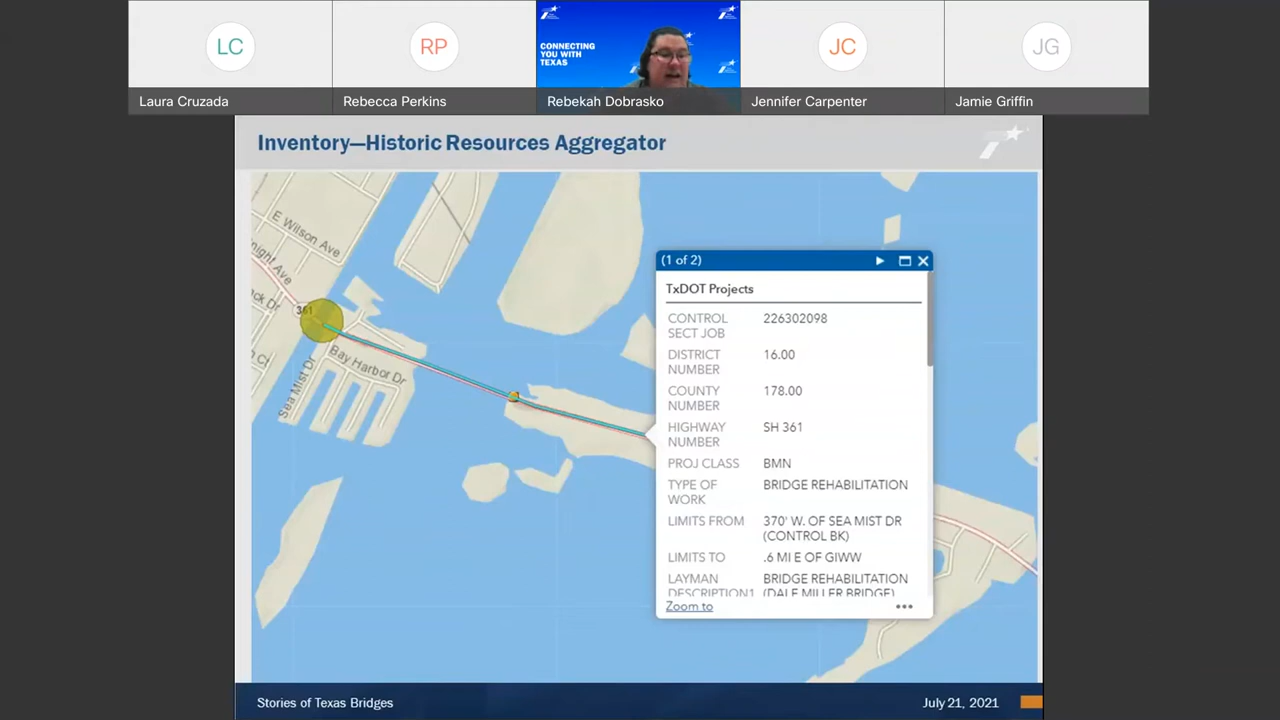 LC
RP
CONNECTING
YOU WITH
TEXAS
JC
JG
Laura Cruzada
Rebecca Perkins
Rebekah Dobrasko
Jennifer Carpenter
Jamie Griffin
Inventory—Historic Resources Aggregator
E Wilson Ave
361
Bay Harbor Dr
Sea Mist Dr
(1 of 2)
TxDOT Projects
CONTROL
SECT JOB
226302098
DISTRICT
NUMBER
16.00
COUNTY
NUMBER
178.00
HIGHWAY
NUMBER
SH 361
PROJ CLASS
BMN
TYPE OF
WORK
BRIDGE REHABILITATION
LIMITS FROM
370' W. OF SEA MIST DR
(CONTROL BK)
LIMITS TO
.6 MI E OF GIWW
LAYMAN
DESCRIPTION1
BRIDGE REHABILITATION
(DALE MILLER BRIDGE)
Zoom to
Stories of Texas Bridges
July 21, 2021